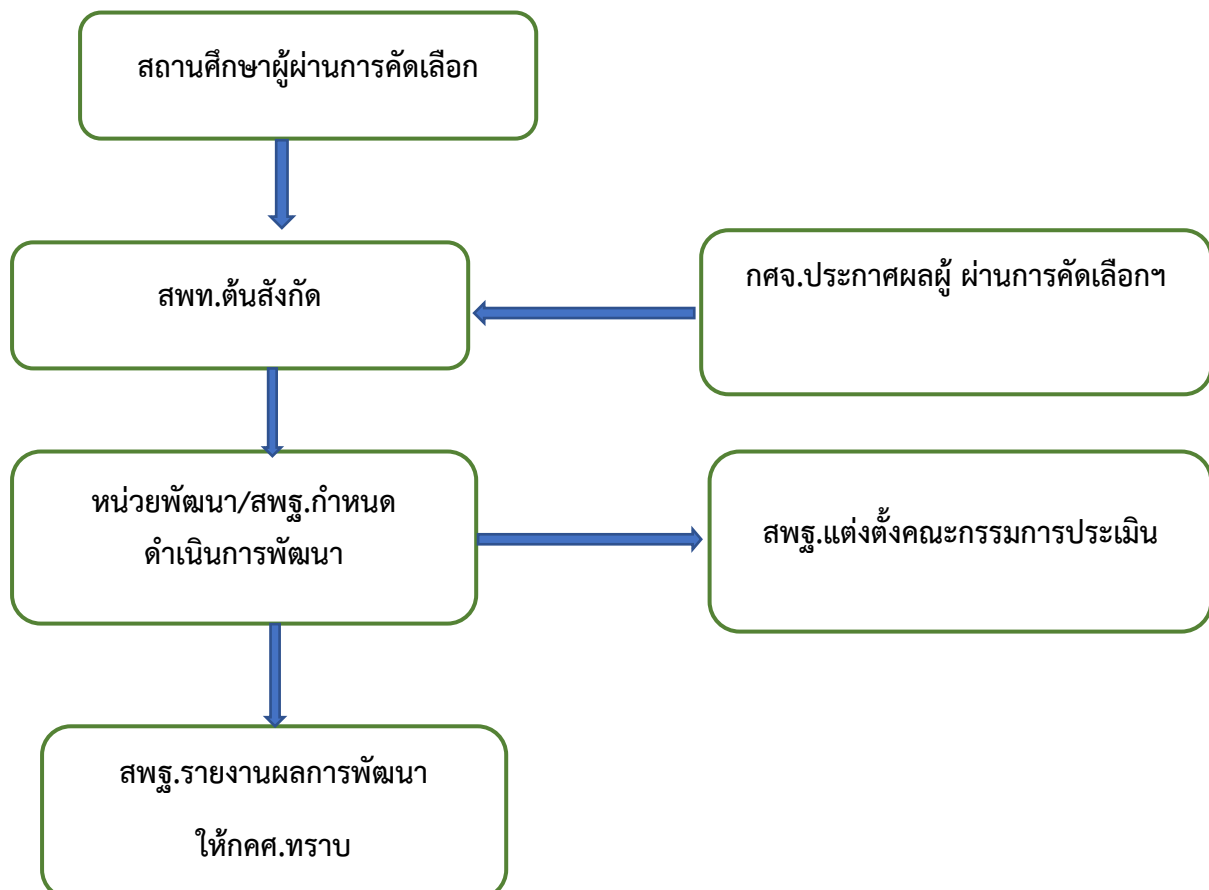 สถานศึกษาผู้ผ่านการคัดเลือก
สพท.ต้นสังกัด
กศจ.ประกาศผลผู้ ผ่านการคัดเลือกฯ
หน่วยพัฒนา/สพฐ.กำหนด
ดำเนินการพัฒนา
สพฐ.แต่งตั้งคณะกรรมการประเมิน
สพฐ.รายงานผลการพัฒนา
ให้กคศ.ทราบ